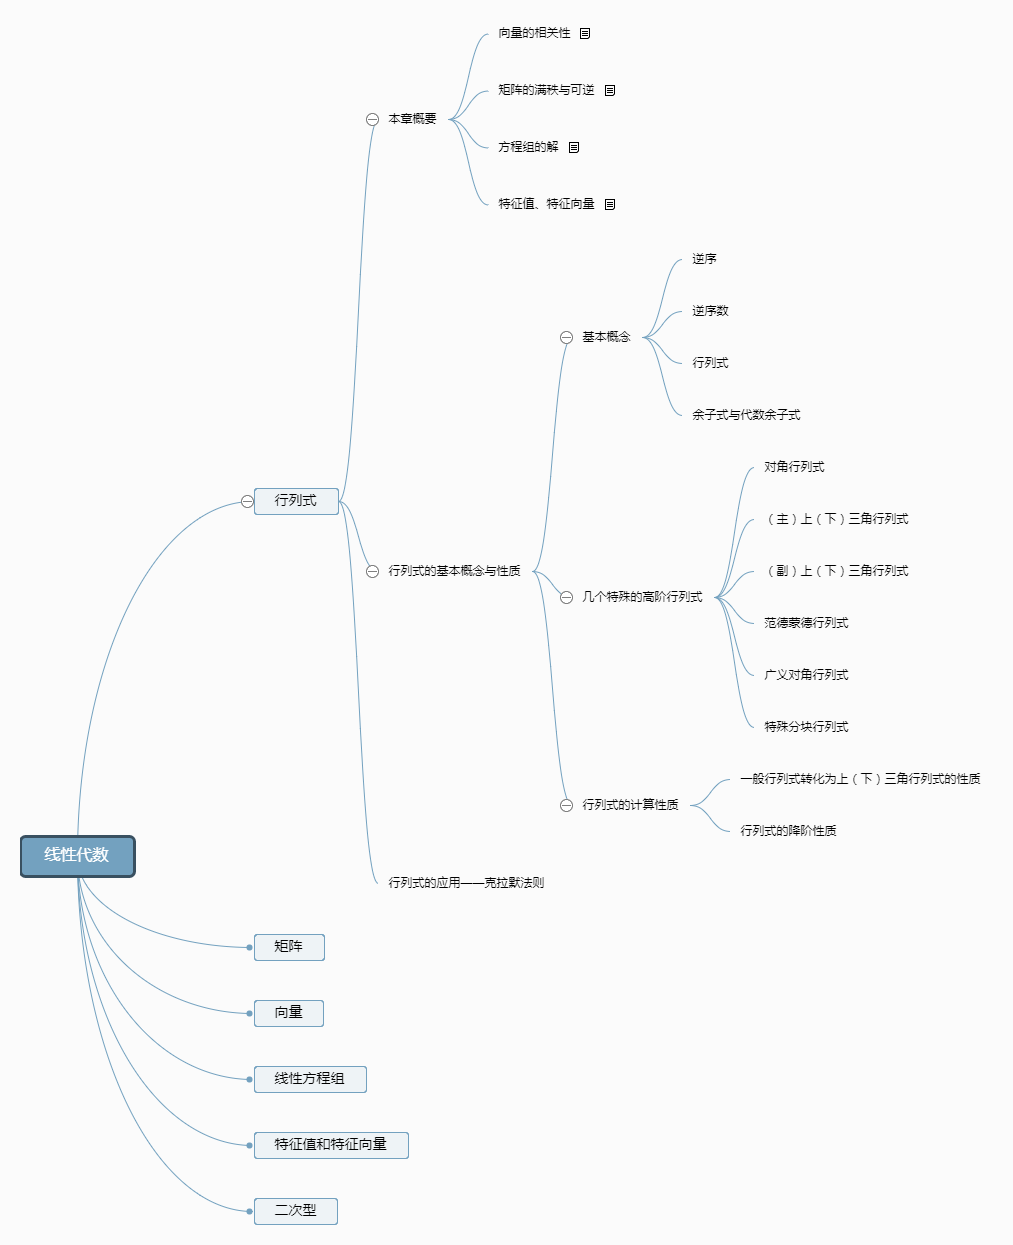 向量的相关性
矩阵的满秩与可逆
本章概要
方程组的解
特征值、特征向量
逆序
逆序数
基本概念
行列式
余子式与代数余子式
对角行列式
行列式
（主）上（下）三角行列式
行列式的基本概念与性质
（副）上（下）三角行列式
几个特殊的高阶行列式
范德蒙德行列式
广义对角行列式
特殊分块行列式
一般行列式转化为上（下）三角行列式的性质
行列式的计算性质
行列式的降阶性质
线性代数
行列式的应用——克拉默法则
矩阵
向量
线性方程组
特征值和特征向量
二次型